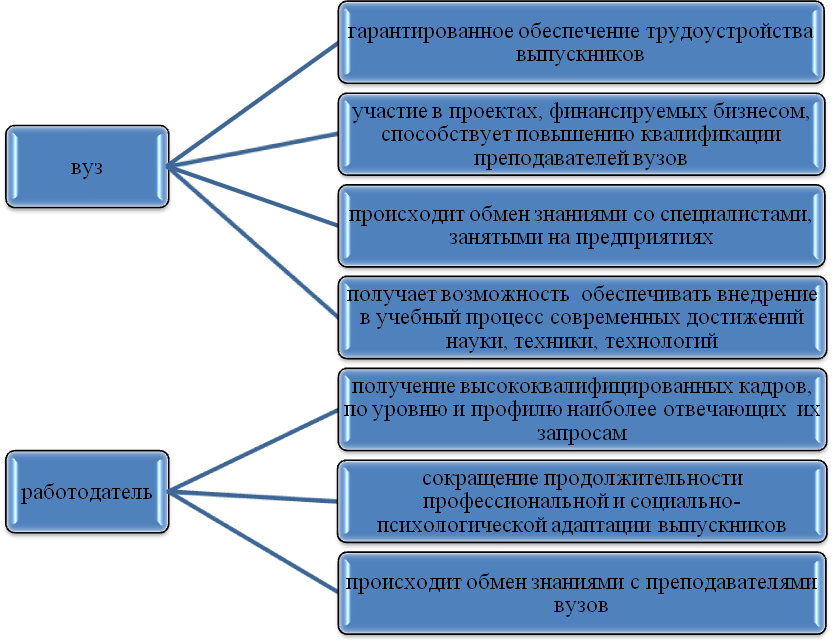 вуз
гарантированное обеспечение трудоустройства
выпускников
участие в проектах, финансируемых бизнесом,
способствует повышению квалификации
преподавателей вузов
происходит обмен знаниями со специалистами,
занятыми на предприятиях
получает возможность обеспечивать внедрение
в учебный процесс современных достижений
науки, техники, технологий
работодатель
получение высококвалифицированных кадров,
по уровню и профилю наиболее отвечающих их
запросам
сокращение продолжительности
профессиональной и социально-
психологической адаптации выпускников
происходит обмен знаниями с преподавателями
вузов